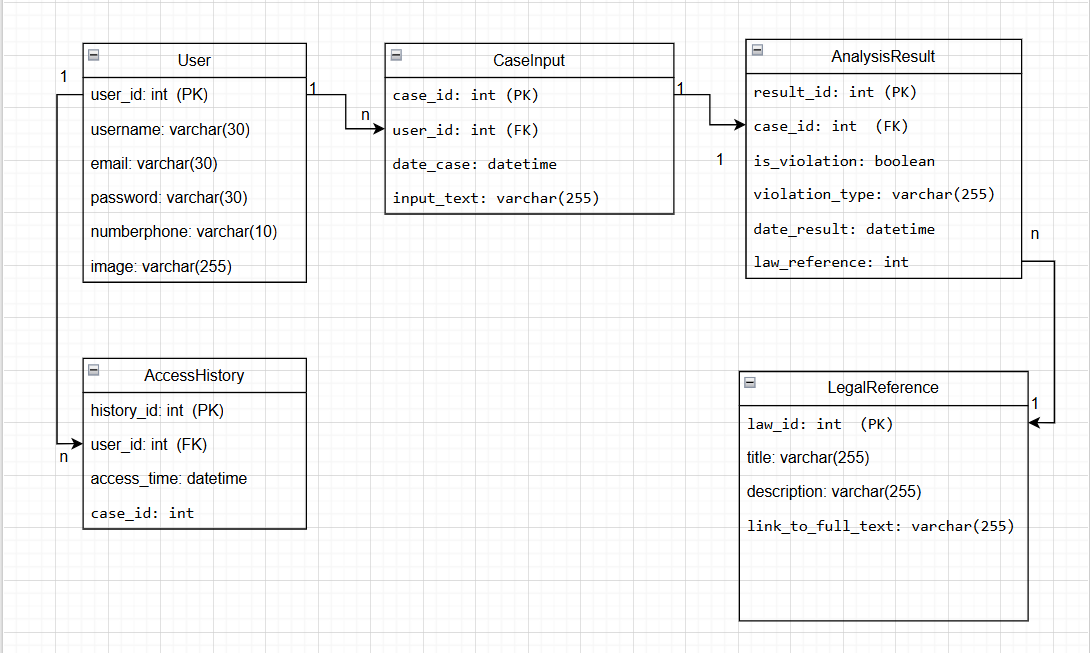 User
1
user_id: int (PK)
username: varchar(30)
email: varchar(30)
password: varchar(30)
numberphone: varchar(10)
image: varchar(255)
1
n
CaseInput
case_id: int (PK)
user_id: int (FK)
date_case: datetime
input_text: varchar(255)
1
1
AnalysisResult
result_id: int (PK)
case_id: int (FK)
is_violation: boolean
violation_type: varchar(255)
date_result: datetime
law_reference: int
n
AccessHistory
history_id: int (PK)
user_id: int (FK)
access_time: datetime
case_id: int
n
LegalReference
1
law_id: int (PK)
title: varchar(255)
description: varchar(255)
link_to_full_text: varchar(255)